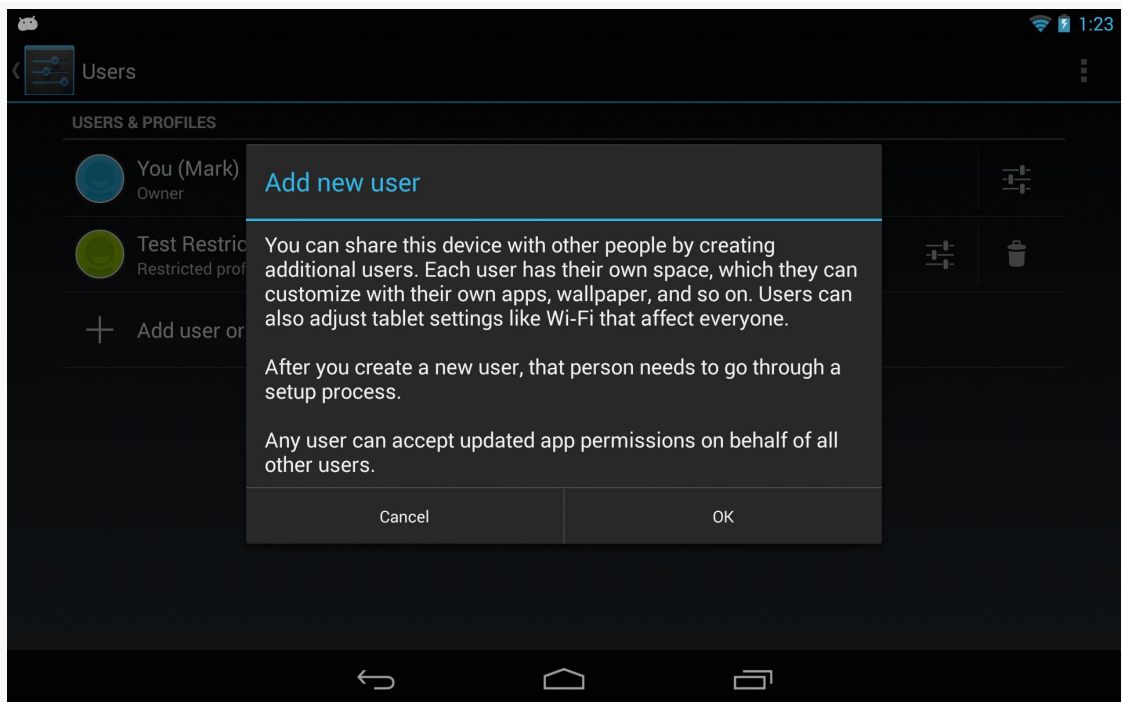 1:23
Users
USERS & PROFILES
You (Mark)
Owner
Add new user
You can share this device with other people by creating
additional users. Each user has their own space, which they can
customize with their own apps, wallpaper, and so on. Users can
also adjust tablet settings like Wi-Fi that affect everyone.
After you create a new user, that person needs to go through a
setup process.
Any user can accept updated app permissions on behalf of all
other users.
Cancel
OK
Test Restric
Restricted prof
Add user or